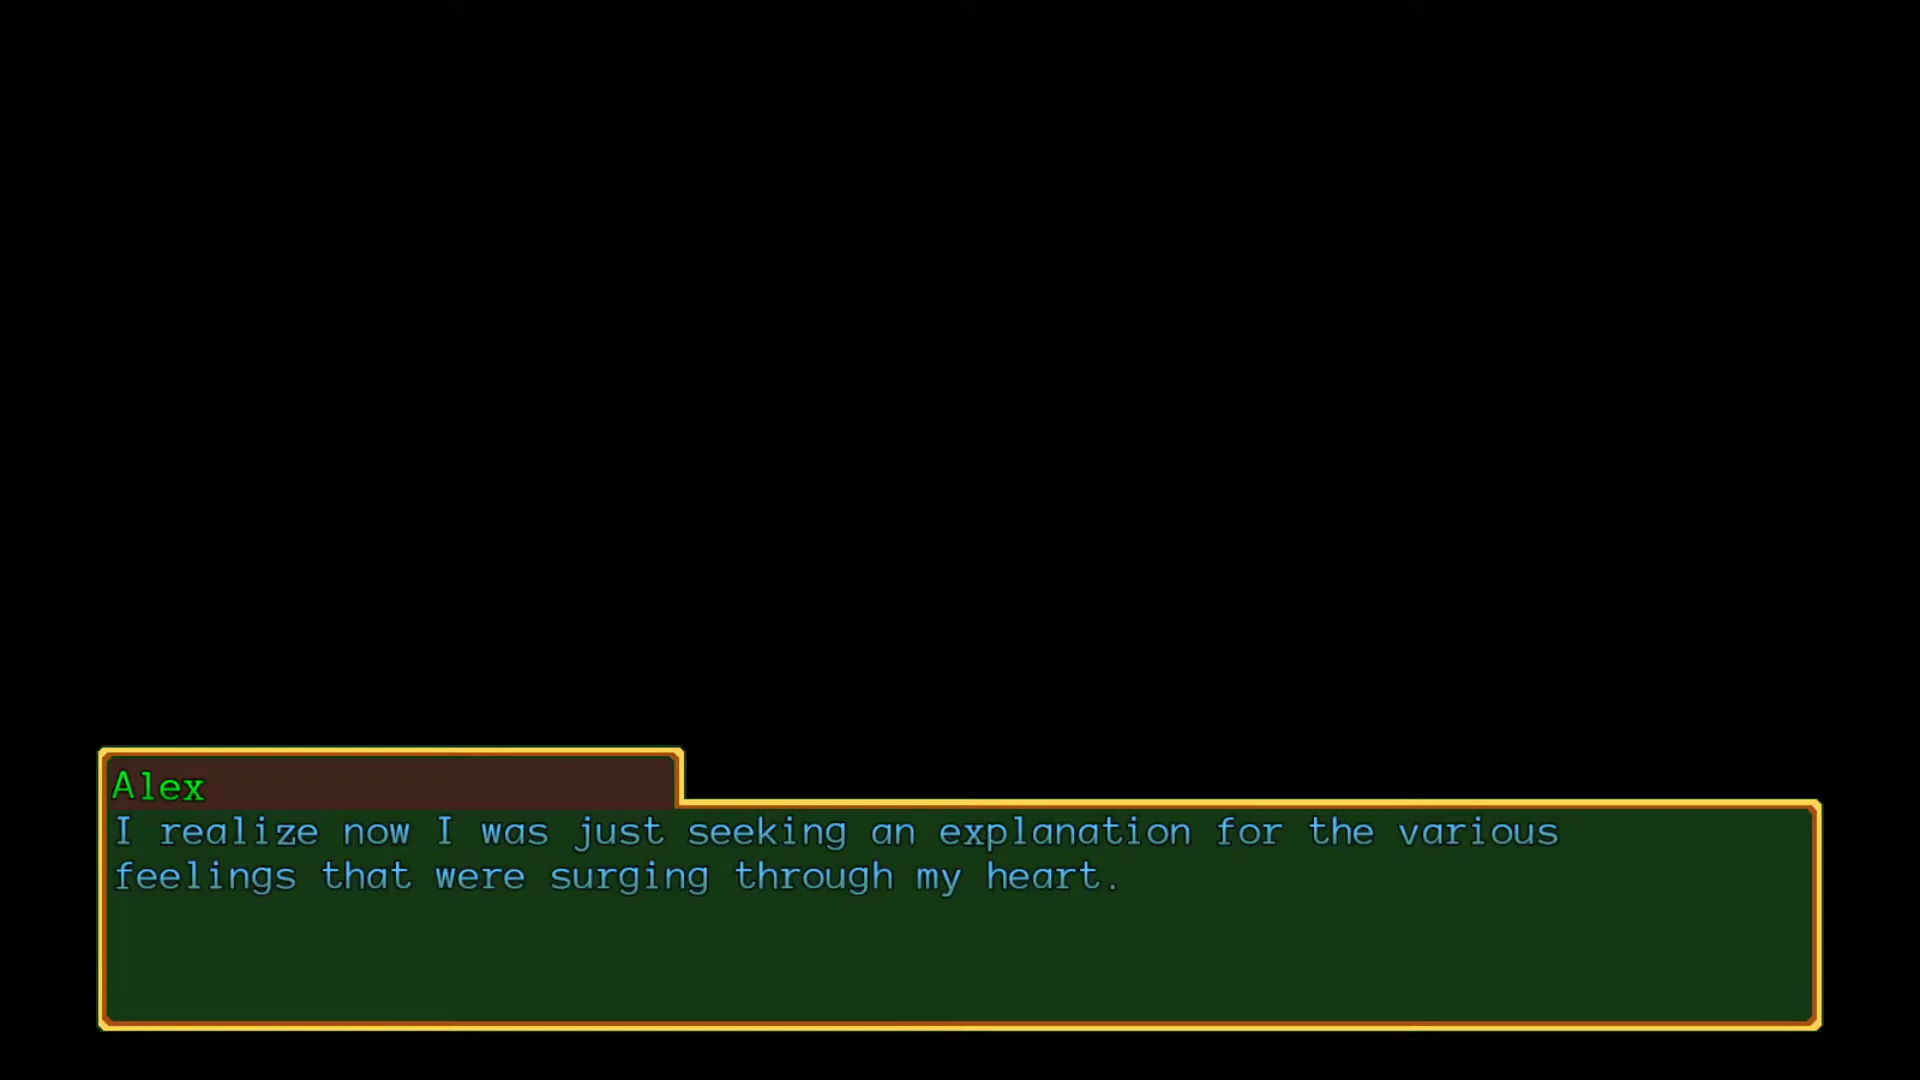 Alex
I realize now I was just seeking an explanation for the various
feelings that were surging through my heart.